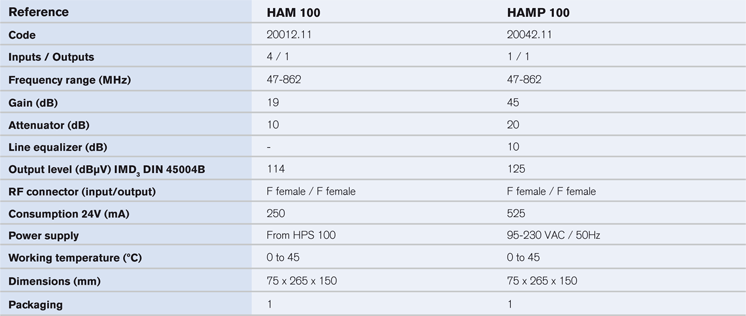 Reference HAM 100 HAMP 100
Code 20012.11 20042.11
Inputs / Outputs 4 / 1 1 / 1
Frequency range (MHz) 47-862 47-862
Gain (dB) 19 45
Attenuator (dB) 10 20
Line equalizer (dB) - 10
Output level (dBµV) IMD3 DIN 45004B 114 125
RF connector (input/output) F female / F female F female / F female
Consumption 24V (mA) 250 525
Power supply From HPS 100 95-230 VAC / 50Hz
Working temperature (°C) 0 to 45 0 to 45
Dimensions (mm) 75 x 265 x 150 75 x 265 x 150
Packaging 1 1